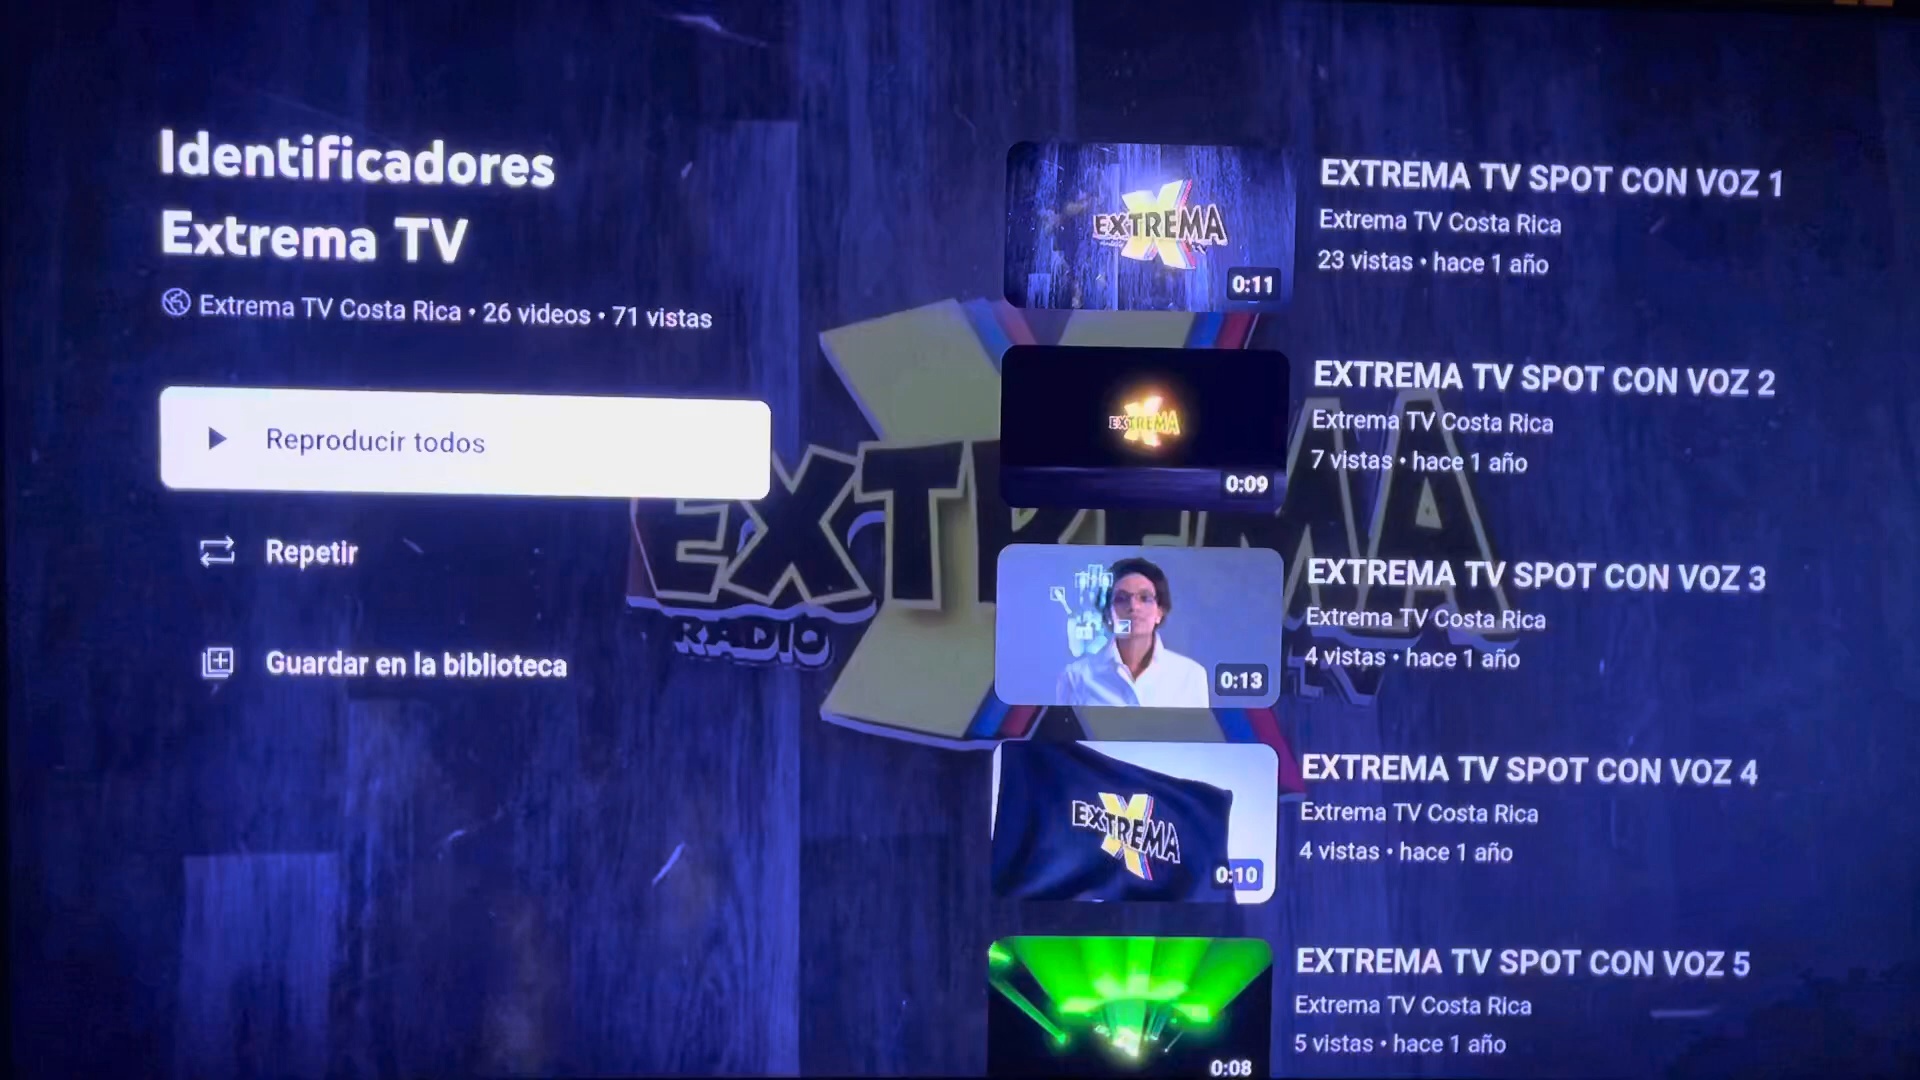 Identificadores
Extrema TV
Extrema TV Costa Rica • 26 videos • 71 vistas
Reproducir todos
Repetir
Guardar en la biblioteca
EXTREMA
RADIO
TV
EXTREMA
0:11
EXTREMA TV SPOT CON VOZ 1
Extrema TV Costa Rica
23 vistas • hace 1 año
EXTREMA
0:09
EXTREMA TV SPOT CON VOZ 2
Extrema TV Costa Rica
7 vistas • hace 1 año
0:13
EXTREMA TV SPOT CON VOZ 3
Extrema TV Costa Rica
4 vistas • hace 1 año
EXTREMA
0:10
EXTREMA TV SPOT CON VOZ 4
Extrema TV Costa Rica
4 vistas • hace 1 año
0:08
EXTREMA TV SPOT CON VOZ 5
Extrema TV Costa Rica
5 vistas • hace 1 año